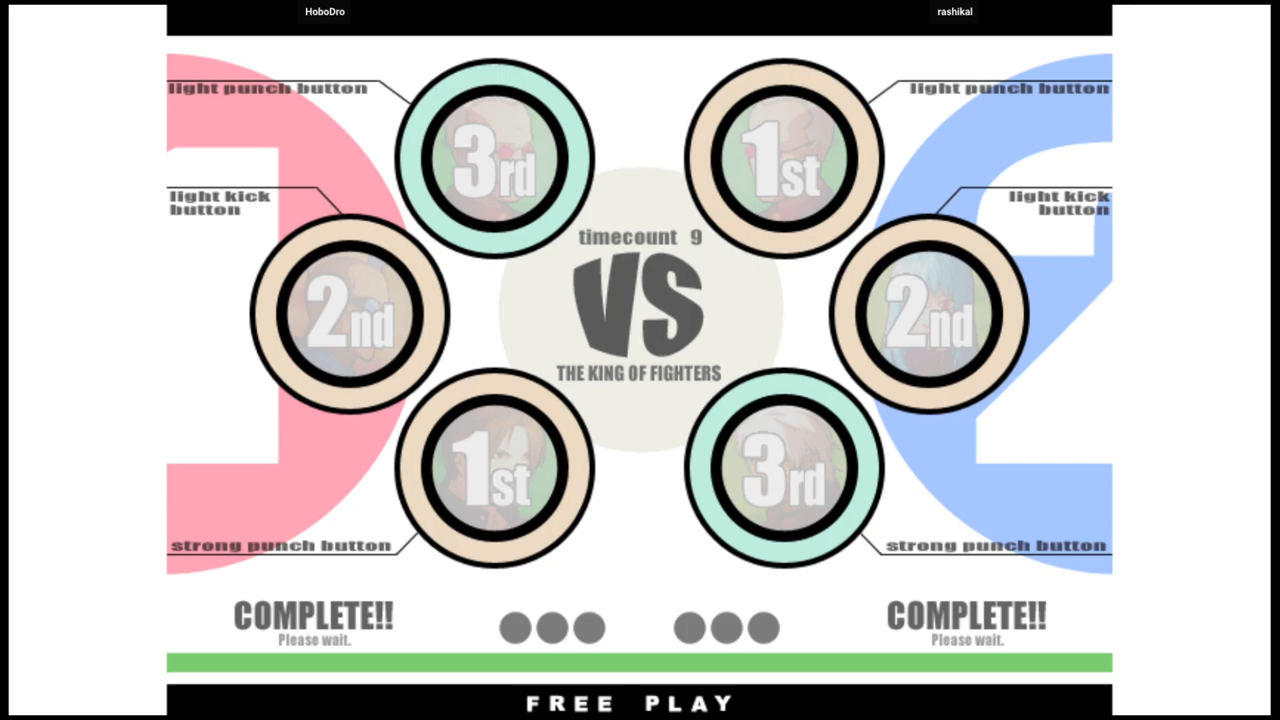 HoboDro
rashikal
light punch button
light punch button
3rd
1st
light kick
button
light kick
button
timecount 9
VS
THE KING OF FIGHTERS
2nd
2nd
1st
3rd
strong punch button
strong punch button
COMPLETE!!
Please wait.
COMPLETE!!
Please wait.
FREE PLAY